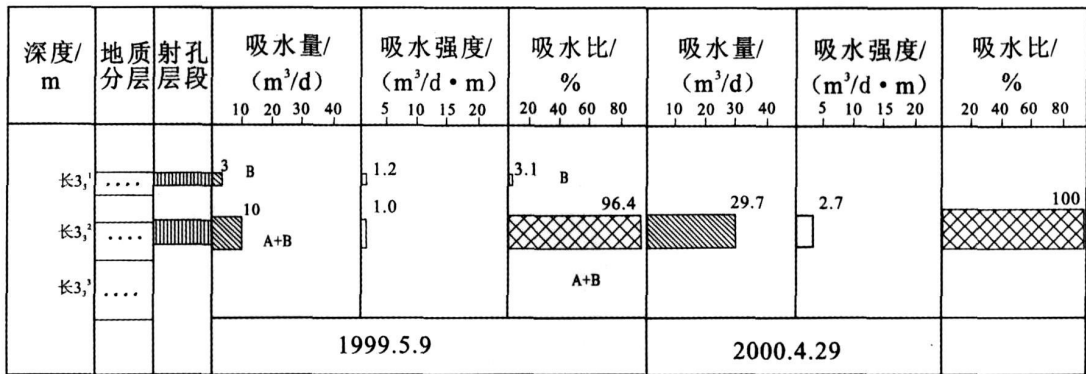 深度/
m
地质
分层
射孔
层段
吸水量/
(m³/d)
10 20 30 40
吸水强度/
(m³/d·m)
5 10 15 20
吸水比/
%
20 40 60 80
吸水量/
(m³/d)
10 20 30 40
吸水强度/
(m³/d·m)
5 10 15 20
吸水比/
%
20 40 60 80
长3₃¹
3 B
1.2
3.1
B
长3₃²
10
A+B
1.0
96.4
A+B
29.7
2.7
100
长3₃³
1999.5.9
2000.4.29